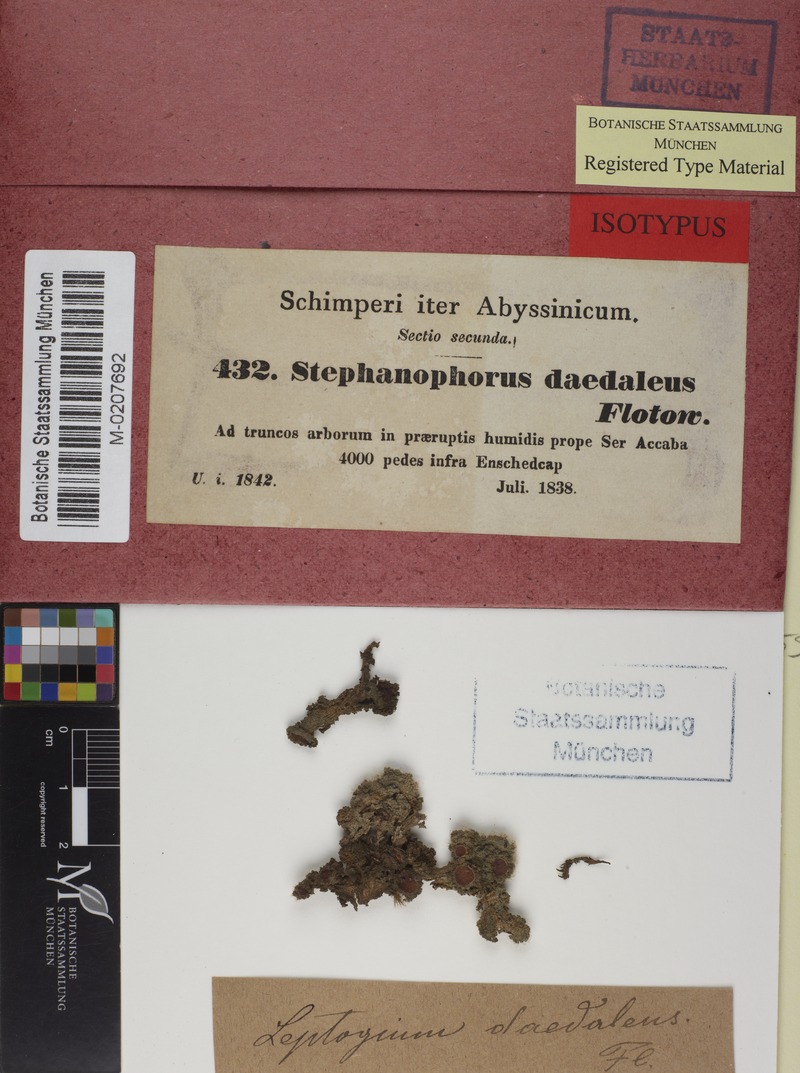 STAATS-
HERBARIUM
MÜNCHEN
BOTANISCHE STAATSSAMMLUNG
MÜNCHEN
Registered Type Material
ISOTYPUS
Botanische Staatssammlung München
M-0207692
Schimperi iter Abyssinicum.
Sectio secunda.
432. Stephanophorus daedaleus
Flotow.
Ad truncos arborum in præruptis humidis prope Ser Accaba
4000 pedes infra Enschedcap
U. i. 1842. Juli. 1838.
Botanische
Staatssammlung
München
0 1 2
cm
copyright reserved
BOTANISCHE
STAATSSAMMLUNG
MÜNCHEN
Leptogium daedaleus.
Fl.